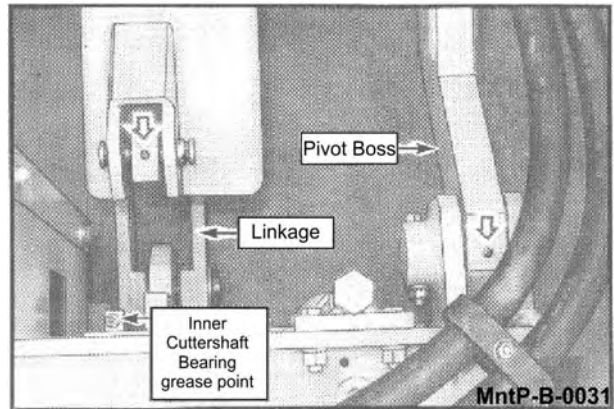 Pivot Boss
Linkage
Inner
Cuttershaft
Bearing
grease point
MntP-B-0031